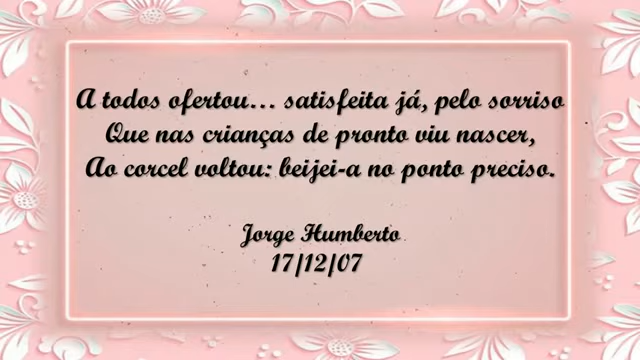 A todos ofertou... satisfeita já, pelo sorriso
Que nas crianças de pronto viu nascer,
Ao corcel voltou: beijei-a no ponto preciso.
Jorge Humberto
17/12/07